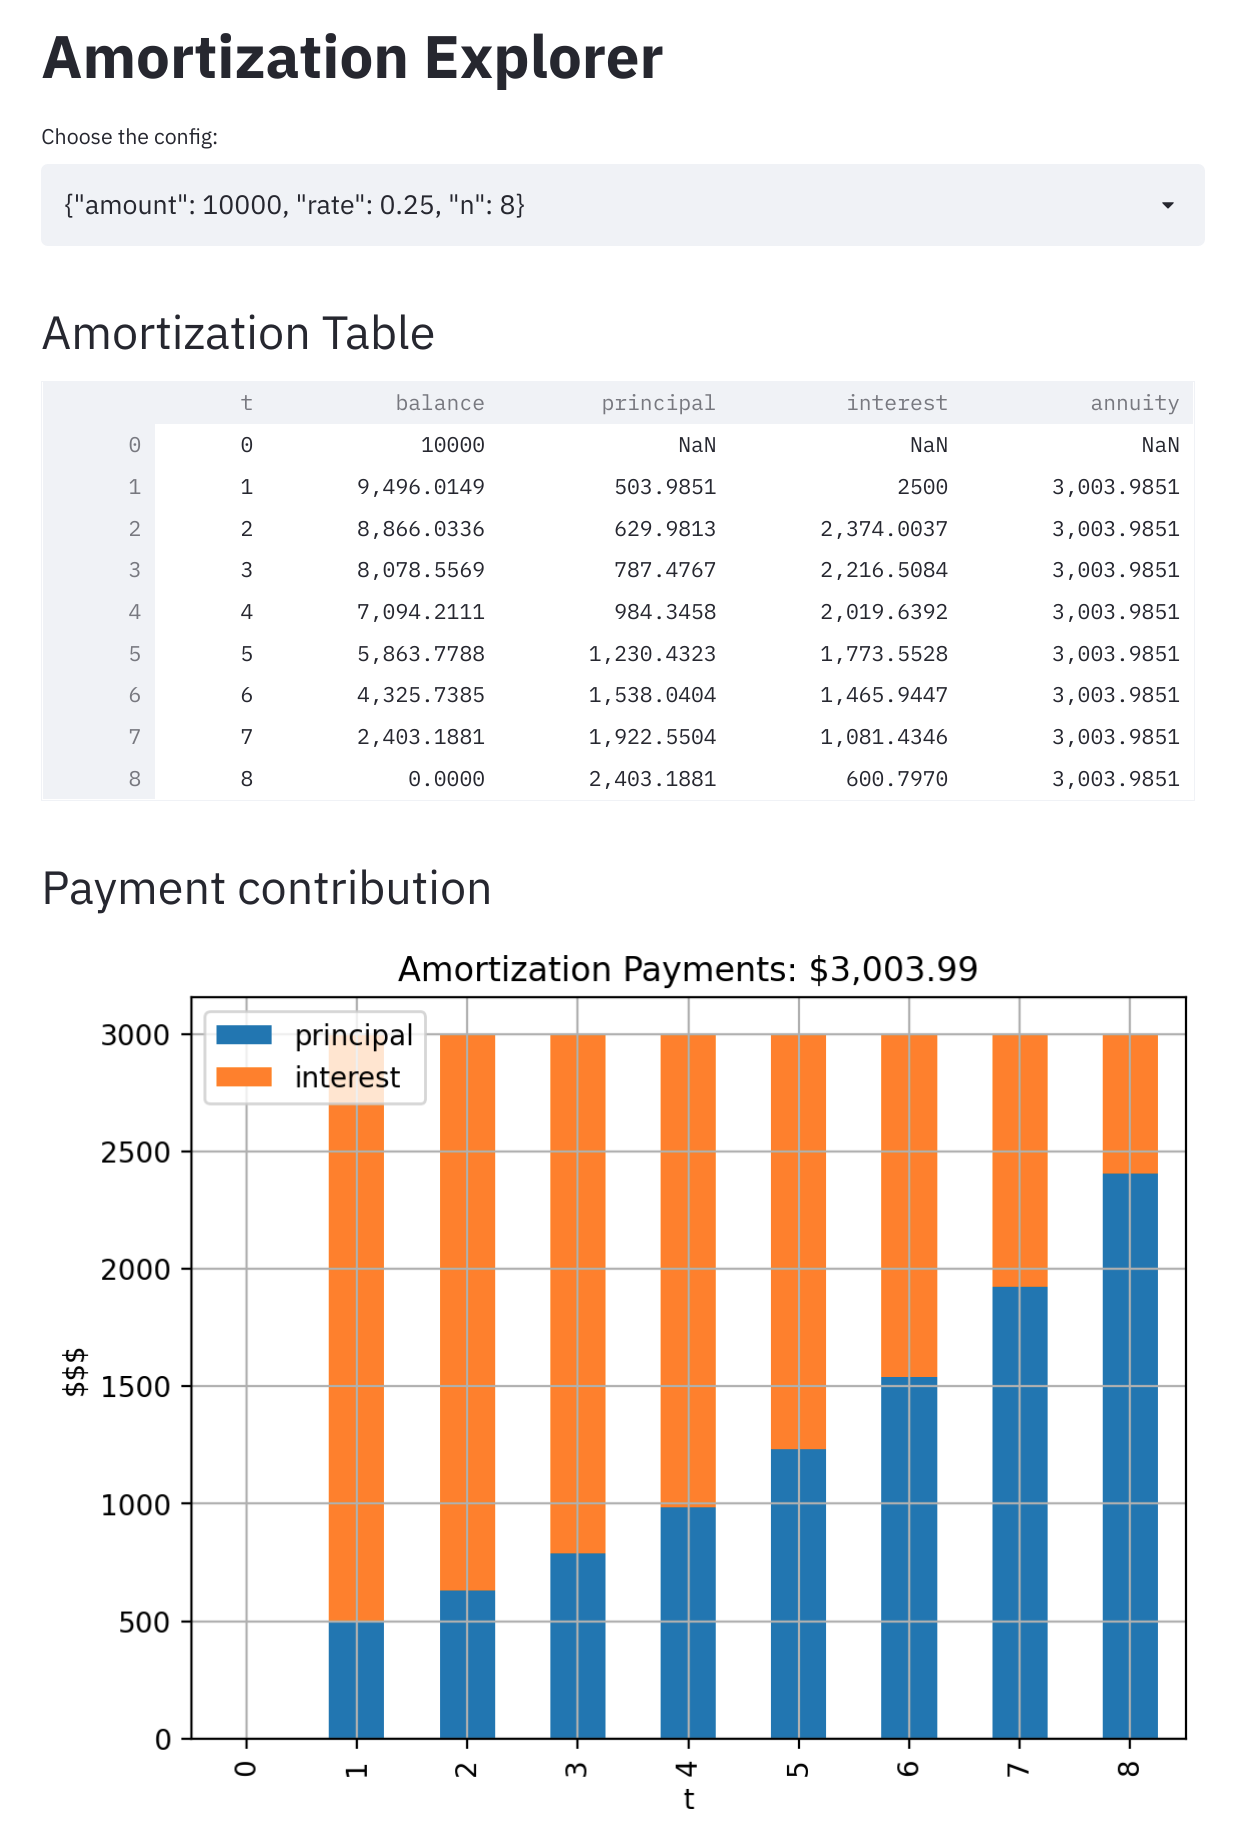 Amortization Explorer
Choose the config:
{"amount": 10000, "rate": 0.25, "n": 8}
Amortization Table
t balance principal interest annuity
0 0 10000 NaN NaN NaN
1 1 9,496.0149 503.9851 2500 3,003.9851
2 2 8,866.0336 629.9813 2,374.0037 3,003.9851
3 3 8,078.5569 787.4767 2,216.5084 3,003.9851
4 4 7,094.2111 984.3458 2,019.6392 3,003.9851
5 5 5,863.7788 1,230.4323 1,773.5528 3,003.9851
6 6 4,325.7385 1,538.0404 1,465.9447 3,003.9851
7 7 2,403.1881 1,922.5504 1,081.4346 3,003.9851
8 8 0.0000 2,403.1881 600.7970 3,003.9851
Payment contribution
Amortization Payments: $3,003.99
principal
interest
3000
2500
2000
1500
1000
500
0
$$$
0 1 2 3 4 5 6 7 8
t